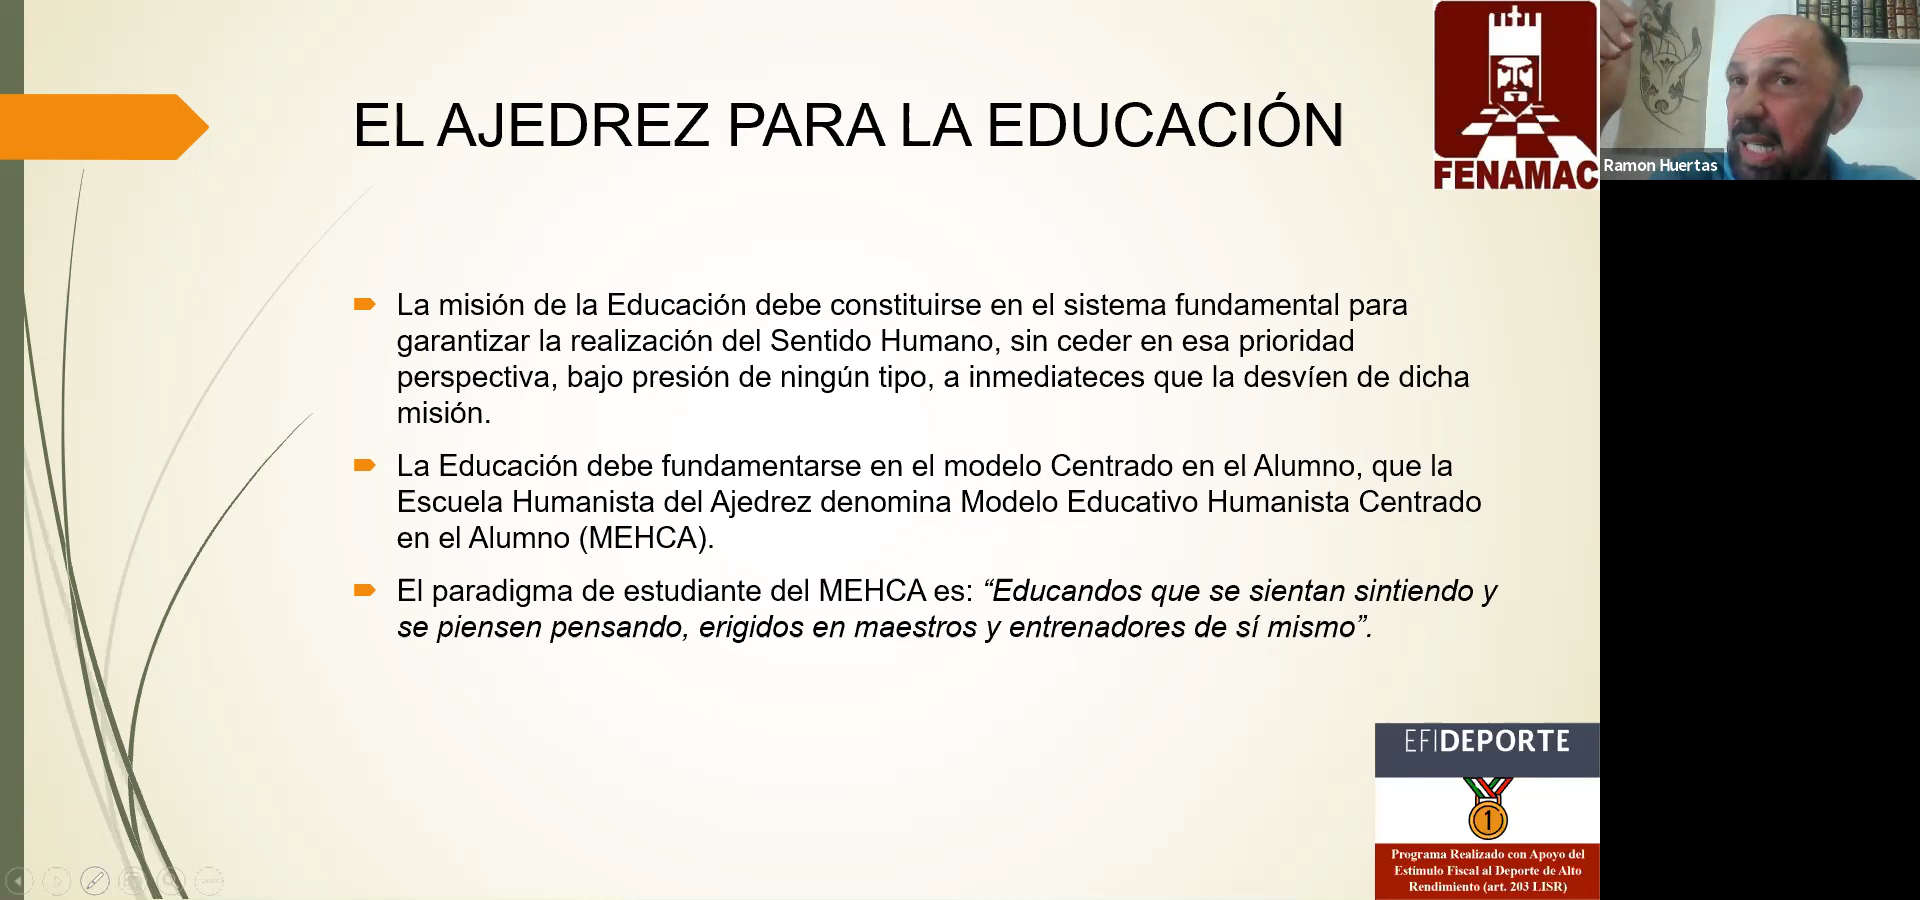 EL AJEDREZ PARA LA EDUCACIÓN
FENAMAC
Ramon Huertas
La misión de la Educación debe constituirse en el sistema fundamental para
garantizar la realización del Sentido Humano, sin ceder en esa prioridad
perspectiva, bajo presión de ningún tipo, a inmediateces que la desvíen de dicha
misión.
La Educación debe fundamentarse en el modelo Centrado en el Alumno, que la
Escuela Humanista del Ajedrez denomina Modelo Educativo Humanista Centrado
en el Alumno (MEHCA).
El paradigma de estudiante del MEHCA es: “Educandos que se sientan sintiendo y
se piensen pensando, erigidos en maestros y entrenadores de sí mismo”.
EFIDEPORTE
1
Programa Realizado con Apoyo del
Estimulo Fiscal al Deporte de Alto
Rendimiento (art. 203 LISR)